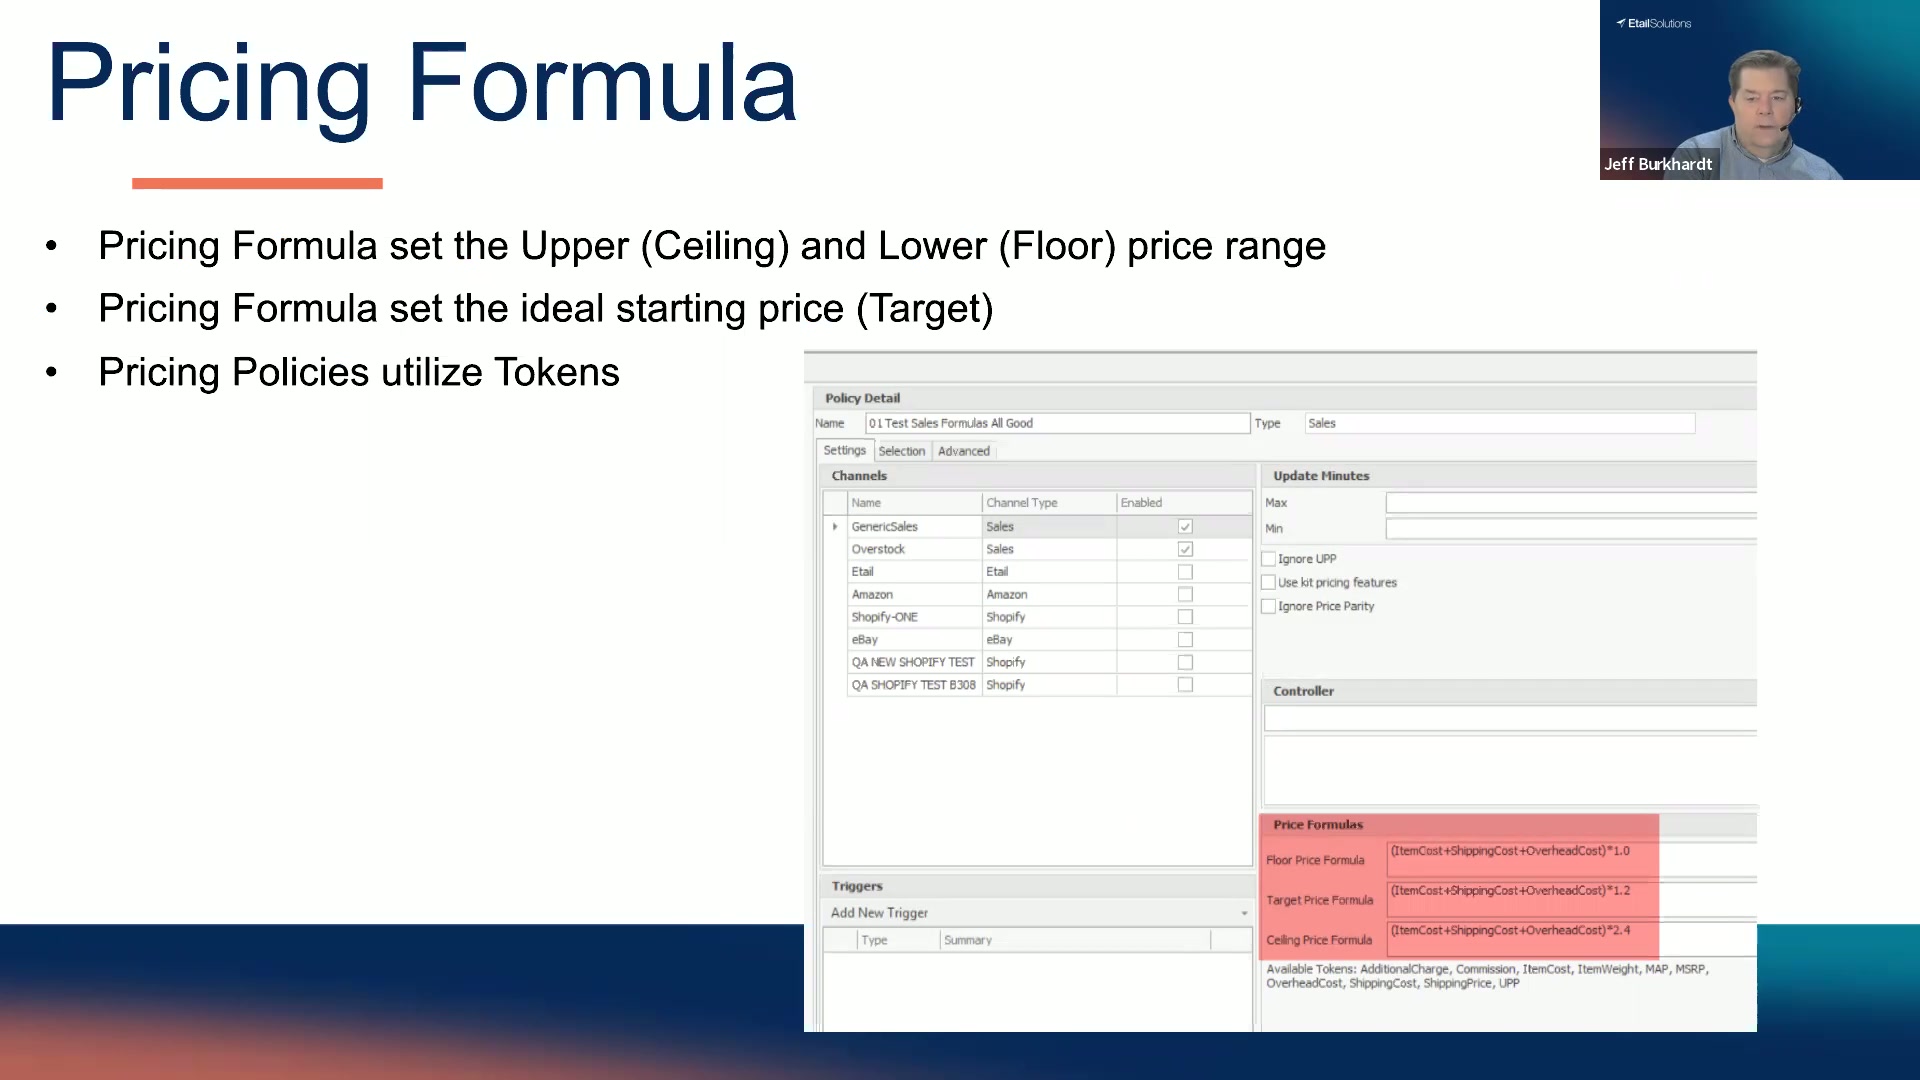 Pricing Formula
EtailSolutions
Jeff Burkhardt
• Pricing Formula set the Upper (Ceiling) and Lower (Floor) price range
• Pricing Formula set the ideal starting price (Target)
• Pricing Policies utilize Tokens
Policy Detail
Name 01 Test Sales Formulas All Good Type Sales
Settings Selection Advanced
Channels
Name Channel Type Enabled
GenericSales Sales
Overstock Sales
Etail Etail
Amazon Amazon
Shopify-ONE Shopify
eBay eBay
QA NEW SHOPIFY TEST Shopify
QA SHOPIFY TEST B308 Shopify
Triggers
Add New Trigger
Type Summary
Update Minutes
Max
Min
Ignore UPP
Use kit pricing features
Ignore Price Parity
Controller
Price Formulas
Floor Price Formula (ItemCost+ShippingCost+OverheadCost)*1.0
Target Price Formula (ItemCost+ShippingCost+OverheadCost)*1.2
Ceiling Price Formula (ItemCost+ShippingCost+OverheadCost)*2.4
Available Tokens: AdditionalCharge, Commission, ItemCost, ItemWeight, MAP, MSRP,
OverheadCost, ShippingCost, ShippingPrice, UPP